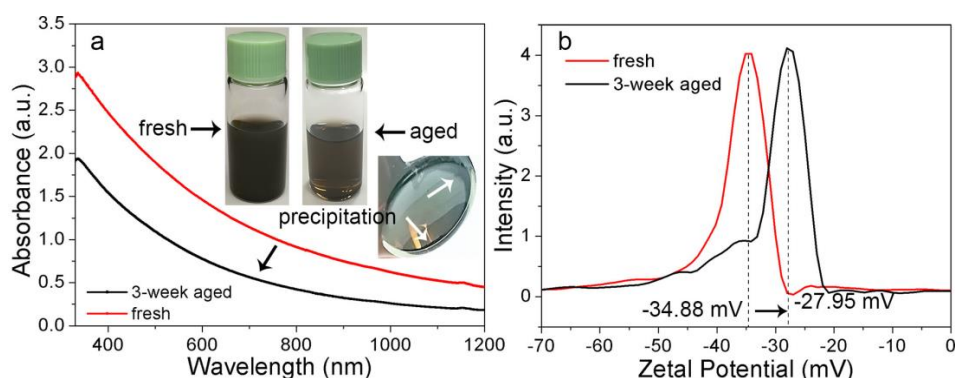 a
fresh
aged
precipitation
3-week aged
fresh
Absorbance (a.u.)
3.5
3.0
2.5
2.0
1.5
1.0
0.5
0.0
400 600 800 1000 1200
Wavelength (nm)
b
fresh
3-week aged
-34.88 mV
-27.95 mV
Intensity (a.u.)
4
3
2
1
0
-70 -60 -50 -40 -30 -20 -10 0
Zetal Potential (mV)